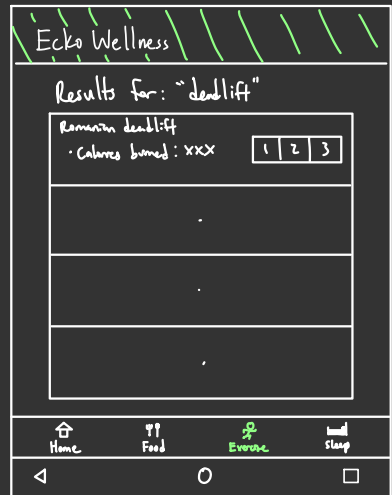 Ecko Wellness
Results for: "deadlift"
Romanian deadlift
· Calories burned: xxx
1 2 3
Home Food Exercise Sleep